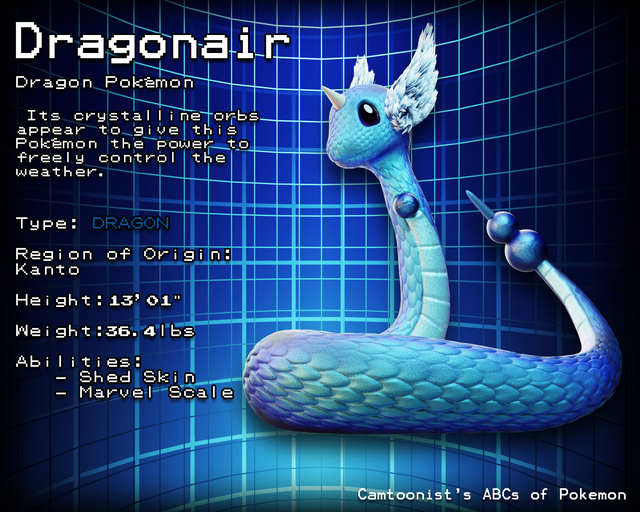 Dragonair
Dragon Pokémon
Its crystalline orbs
appear to give this
Pokémon the power to
freely control the
weather.
Type: DRAGON
Region of Origin:
Kanto
Height: 13'01"
Weight: 36.4lbs
Abilities:
- Shed Skin
- Marvel Scale
Camtoonist's ABCs of Pokemon